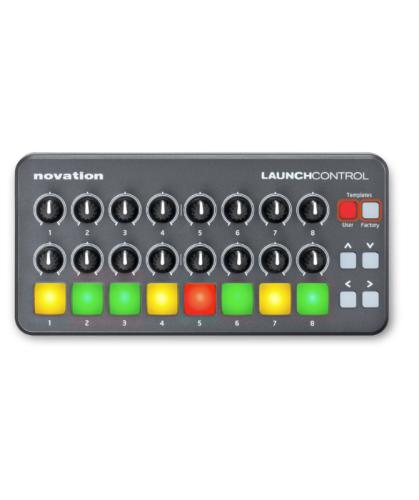 novation LAUNCHCONTROL
Templates
1 2 3 4 5 6 7 8 User Factory
1 2 3 4 5 6 7 8